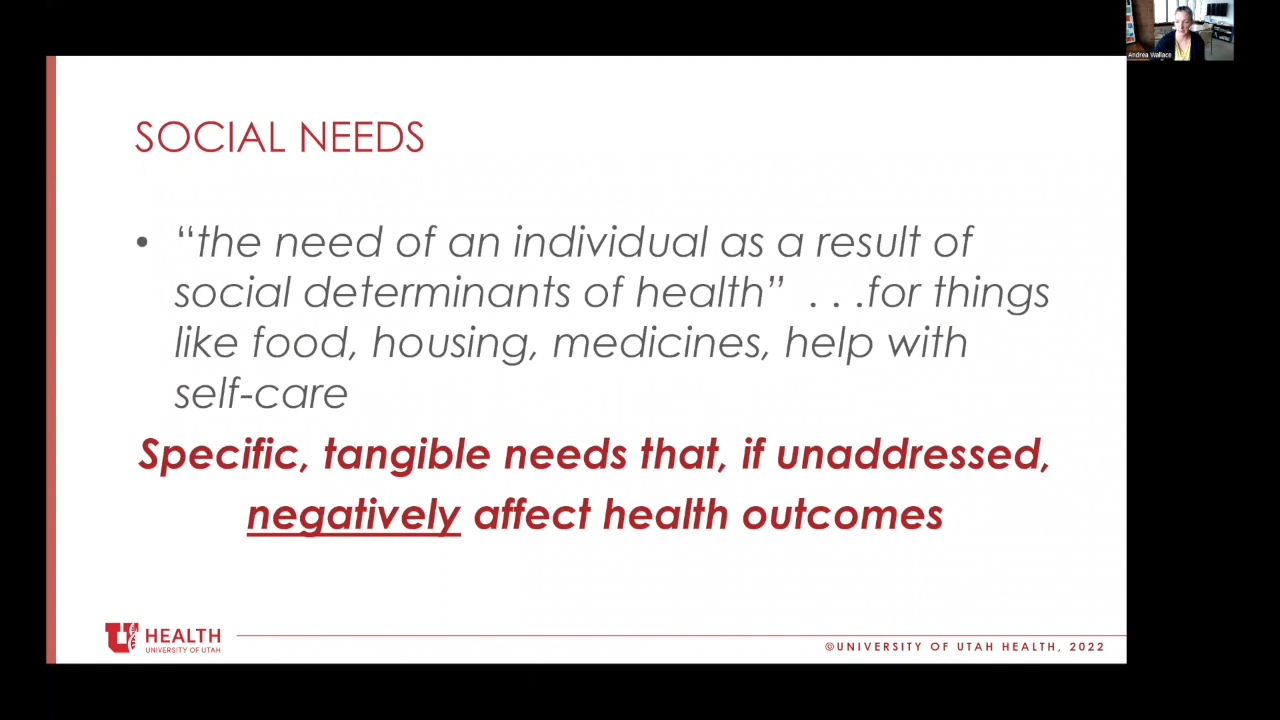 Andrea Wallace
SOCIAL NEEDS
• “the need of an individual as a result of
social determinants of health” . . .for things
like food, housing, medicines, help with
self-care
Specific, tangible needs that, if unaddressed,
negatively affect health outcomes
U HEALTH
UNIVERSITY OF UTAH
©UNIVERSITY OF UTAH HEALTH, 2022